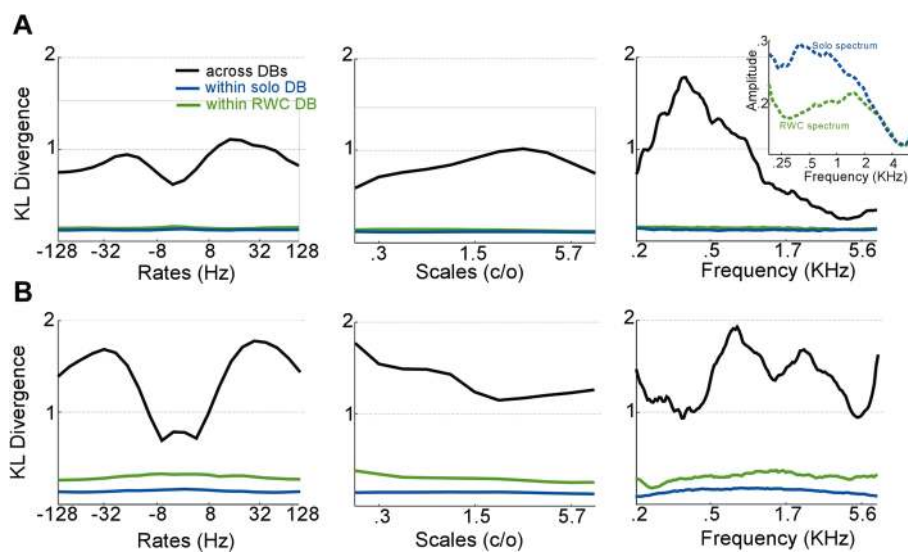 A
2
1
KL Divergence
across DBs
within solo DB
within RWC DB
-128 -32 -8 8 32 128
Rates (Hz)
2
1
.3 1.5 5.7
Scales (c/o)
2
1
.2 .5 1.7 5.6
Frequency (KHz)
.3
.2
Amplitude
Solo spectrum
RWC spectrum
.25 .5 1 2 4
Frequency (KHz)
B
2
1
KL Divergence
-128 -32 -8 8 32 128
Rates (Hz)
2
1
.3 1.5 5.7
Scales (c/o)
2
1
.2 .5 1.7 5.6
Frequency (KHz)